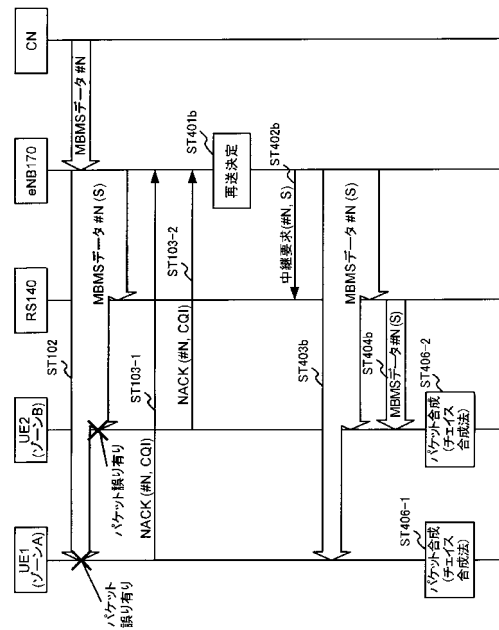 UE1
(ゾーンA)
UE2
(ゾーンB)
RS140
eNB170
CN
MBMSデータ #N
ST102
MBMSデータ #N (S)
パケット
誤り有り
パケット誤り有り
ST103-1
NACK (#N, CQI)
ST103-2
NACK (#N, CQI)
ST401b
再送決定
ST402b
中継要求(#N, S)
ST403b
MBMSデータ #N (S)
ST404b
MBMSデータ#N (S)
ST406-1
パケット合成
(チェイス
合成法)
ST406-2
パケット合成
(チェイス
合成法)